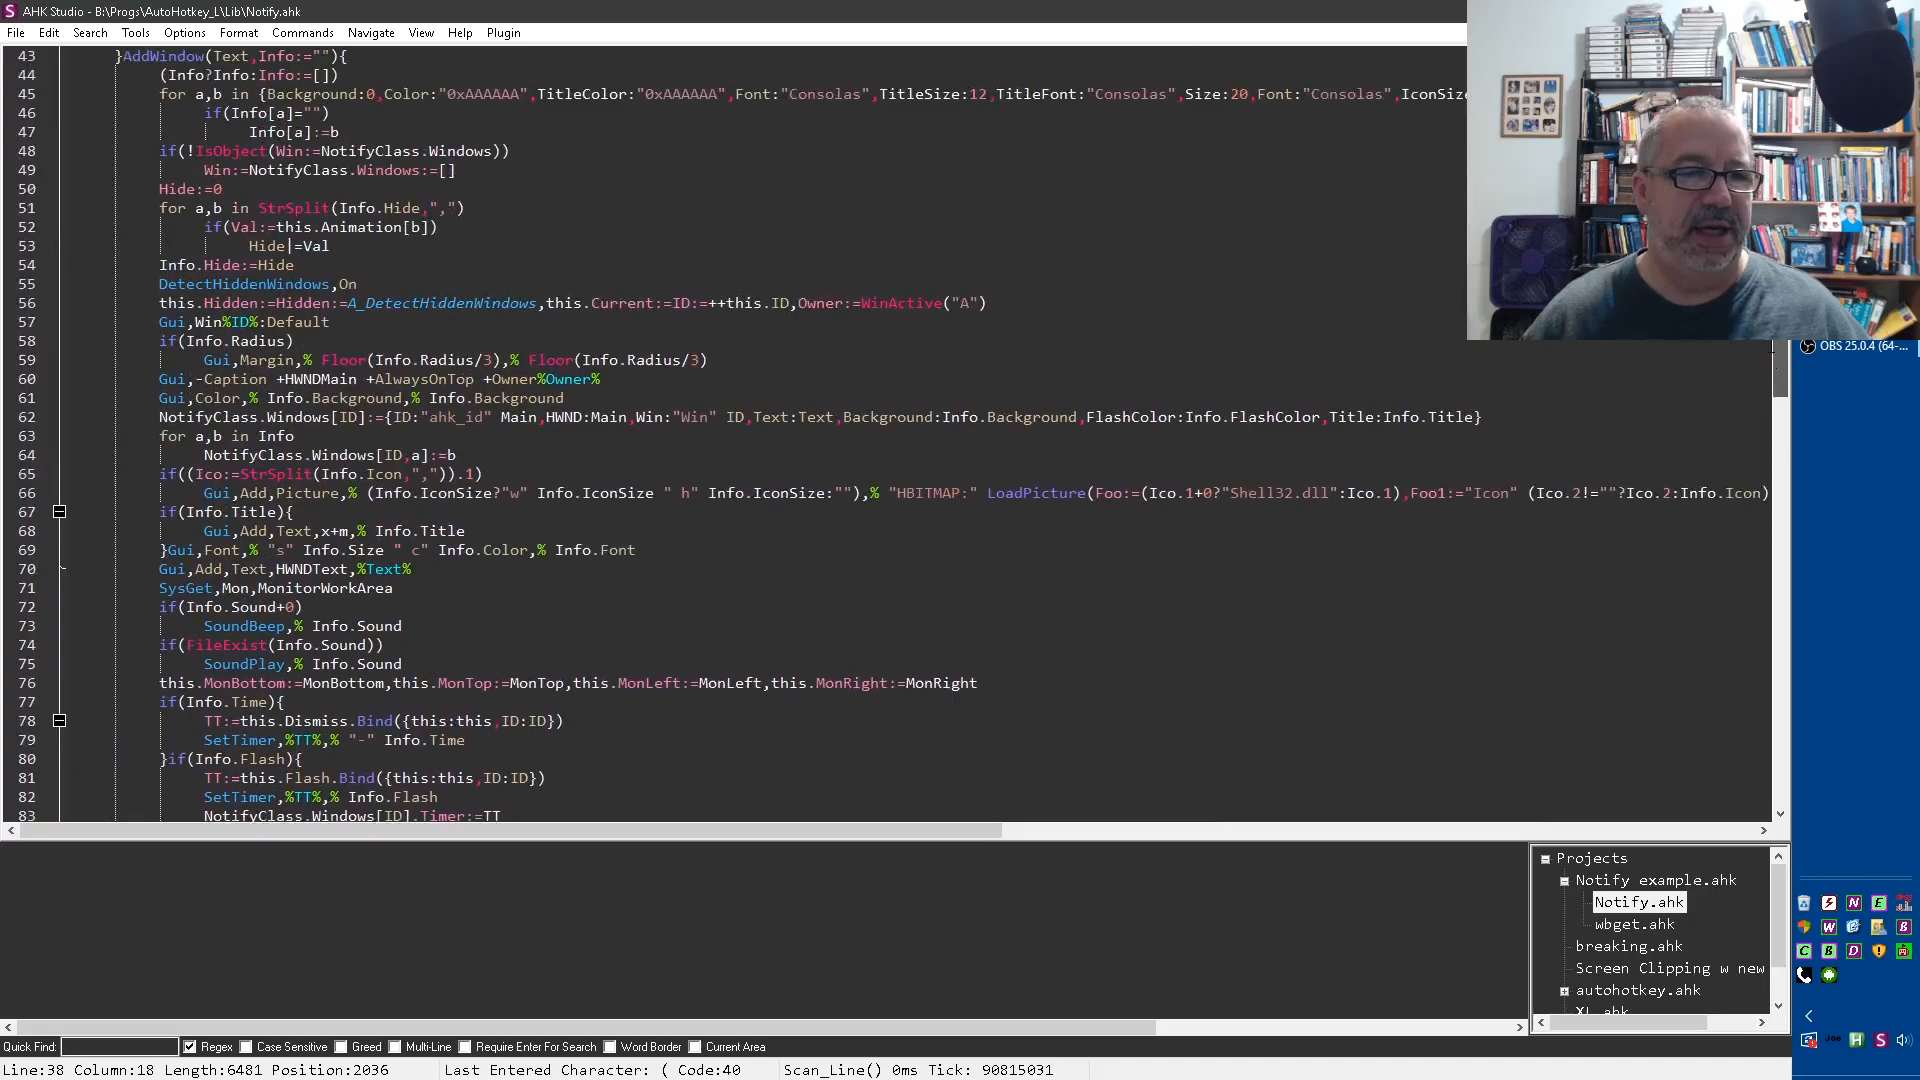 AHK Studio - B:\Progs\AutoHotkey_L\Lib\Notify.ahk
File Edit Search Tools Options Format Commands Navigate View Help Plugin
43 }AddWindow(Text,Info:=""){
44 (Info?Info:Info:=[])
45 for a,b in {Background:0,Color:"0xAAAAAA",TitleColor:"0xAAAAAA",Font:"Consolas",TitleSize:12,TitleFont:"Consolas",Size:20,Font:"Consolas",IconSize
46 if(Info[a]="")
47 Info[a]:=b
48 if(!IsObject(Win:=NotifyClass.Windows))
49 Win:=NotifyClass.Windows:=[]
50 Hide:=0
51 for a,b in StrSplit(Info.Hide,",")
52 if(Val:=this.Animation[b])
53 Hide|=Val
54 Info.Hide:=Hide
55 DetectHiddenWindows,On
56 this.Hidden:=Hidden:=A_DetectHiddenWindows,this.Current:=ID:=++this.ID,Owner:=WinActive("A")
57 Gui,Win%ID%:Default
58 if(Info.Radius)
59 Gui,Margin,% Floor(Info.Radius/3),% Floor(Info.Radius/3)
60 Gui,-Caption +HWNDMain +AlwaysOnTop +Owner%Owner%
61 Gui,Color,% Info.Background,% Info.Background
62 NotifyClass.Windows[ID]:={ID:"ahk_id" Main,HWND:Main,Win:"Win" ID,Text:Text,Background:Info.Background,FlashColor:Info.FlashColor,Title:Info.Title}
63 for a,b in Info
64 NotifyClass.Windows[ID,a]:=b
65 if((Ico:=StrSplit(Info.Icon,",")).1)
66 Gui,Add,Picture,% (Info.IconSize?"w" Info.IconSize " h" Info.IconSize:""),% "HBITMAP:" LoadPicture(Foo:=(Ico.1+0?"Shell32.dll":Ico.1),Foo1:="Icon" (Ico.2!=""?Ico.2:Info.Icon)
67 if(Info.Title){
68 Gui,Add,Text,x+m,% Info.Title
69 }Gui,Font,% "s" Info.Size " c" Info.Color,% Info.Font
70 Gui,Add,Text,HWNDText,%Text%
71 SysGet,Mon,MonitorWorkArea
72 if(Info.Sound+0)
73 SoundBeep,% Info.Sound
74 if(FileExist(Info.Sound))
75 SoundPlay,% Info.Sound
76 this.MonBottom:=MonBottom,this.MonTop:=MonTop,this.MonLeft:=MonLeft,this.MonRight:=MonRight
77 if(Info.Time){
78 TT:=this.Dismiss.Bind({this:this,ID:ID})
79 SetTimer,%TT%,% "-" Info.Time
80 }if(Info.Flash){
81 TT:=this.Flash.Bind({this:this,ID:ID})
82 SetTimer,%TT%,% Info.Flash
83 NotifyClass.Windows[ID].Timer:=TT
OBS 25.0.4 (64-...
Projects
Notify example.ahk
Notify.ahk
wbget.ahk
breaking.ahk
Screen Clipping w new
autohotkey.ahk
XL.ahk
Quick Find: Regex Case Sensitive Greed Multi-Line Require Enter For Search Word Border Current Area
Line:38 Column:18 Length:6481 Position:2036 Last Entered Character: ( Code:40 Scan_Line() 0ms Tick: 90815031